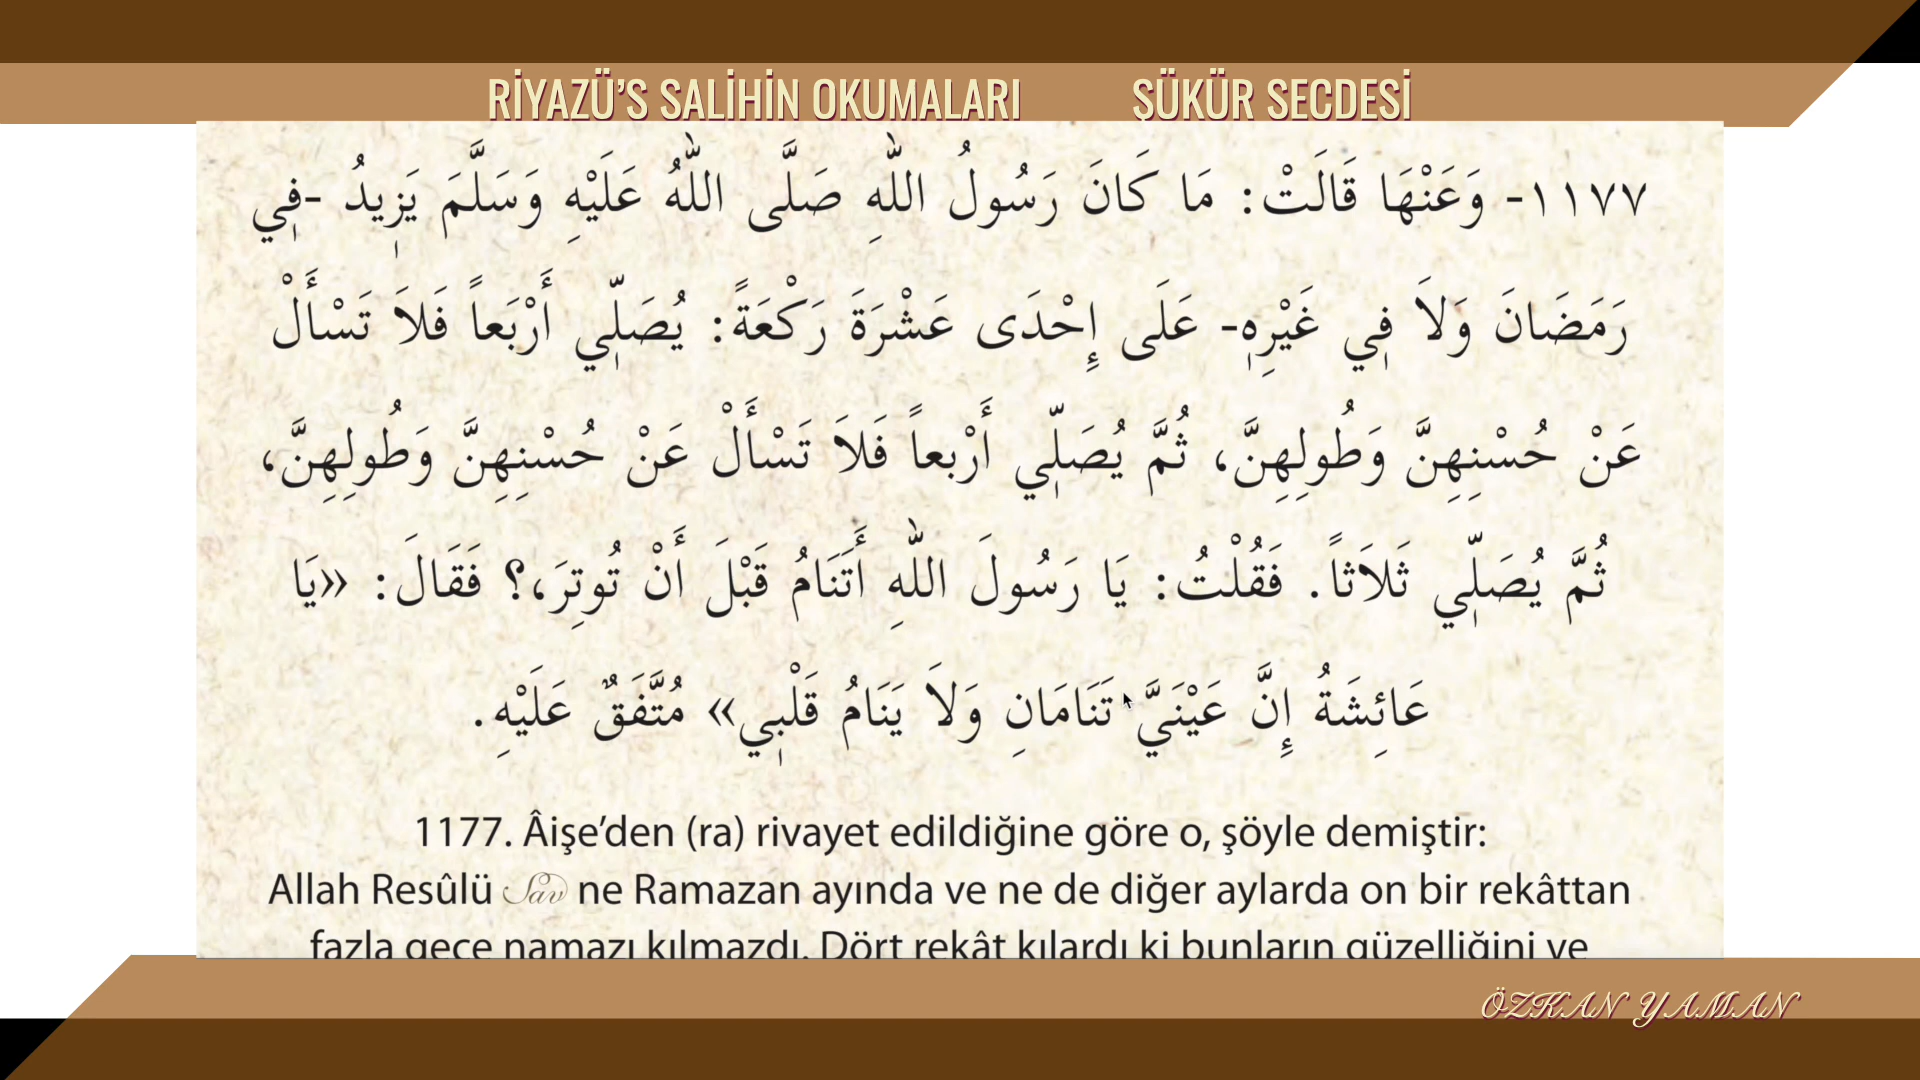 RİYAZÜ’S SALİHİN OKUMALARI ŞÜKÜR SECDESİ
١١٧٧- وَعَنْهَا قَالَتْ: مَا كَانَ رَسُولُ اللّٰهِ صَلَّى اللّٰهُ عَلَيْهِ وَسَلَّمَ يَزٖيدُ -فٖي
رَمَضَانَ وَلاَ فٖي غَيْرِهٖ- عَلَى إِحْدَى عَشْرَةَ رَكْعَةً: يُصَلّٖي أَرْبَعاً فَلاَ تَسْأَلْ
عَنْ حُسْنِهِنَّ وَطُولِهِنَّ، ثُمَّ يُصَلّٖي أَرْبعاً فَلاَ تَسْأَلْ عَنْ حُسْنِهِنَّ وَطُولِهِنَّ،
ثُمَّ يُصَلّٖي ثَلاَثاً. فَقُلْتُ: يَا رَسُولَ اللّٰهِ أَتَنَامُ قَبْلَ أَنْ تُوتِرَ،؟ فَقَالَ: «يَا
عَائِشَةُ إِنَّ عَيْنَيَّ تَنَامَانِ وَلاَ يَنَامُ قَلْبٖي» مُتَّفَقٌ عَلَيْهِ.
1177. Âişe’den (ra) rivayet edildiğine göre o, şöyle demiştir:
Allah Resûlü Sav ne Ramazan ayında ve ne de diğer aylarda on bir rekâttan
fazla gece namazı kılmazdı. Dört rekât kılardı ki bunların güzelliğini ve
ÖZKAN YAMAN